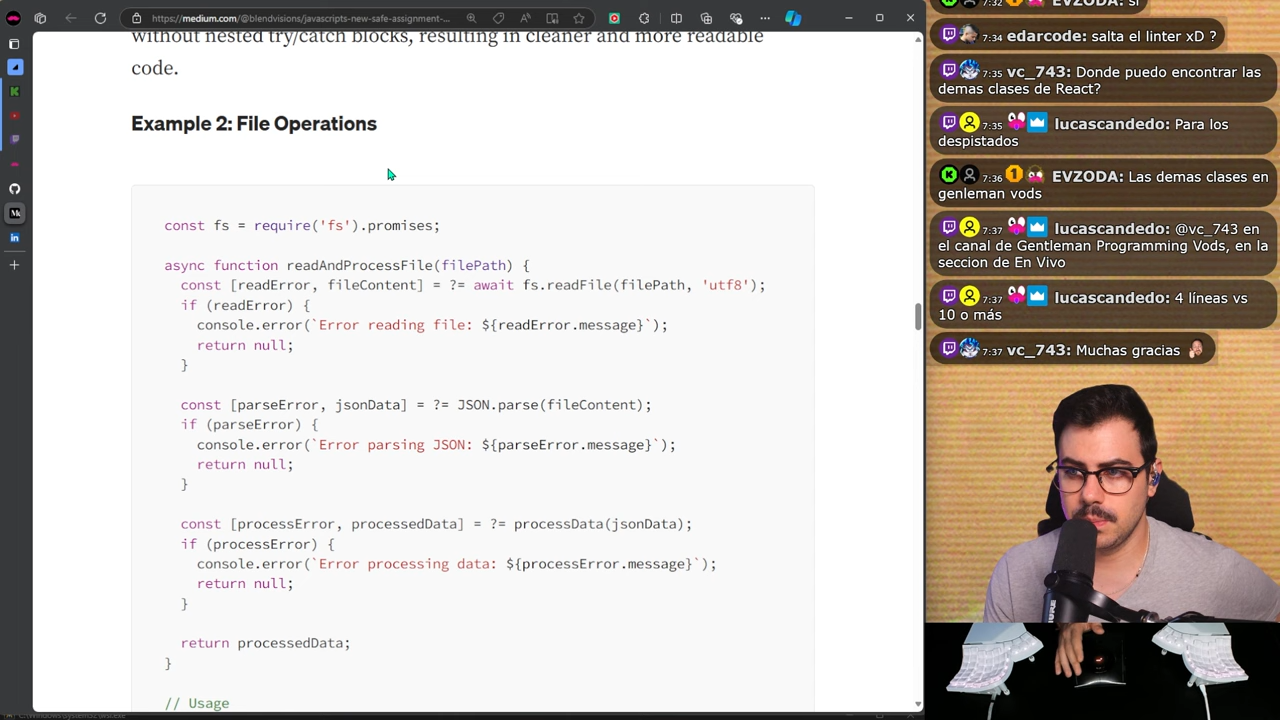 https://medium.com/@blendvisions/javascripts-new-safe-assignment-...
without nested try/catch blocks, resulting in cleaner and more readable
code.
Example 2: File Operations
const fs = require('fs').promises;
async function readAndProcessFile(filePath) {
const [readError, fileContent] = ?= await fs.readFile(filePath, 'utf8');
if (readError) {
console.error(`Error reading file: ${readError.message}`);
return null;
}
const [parseError, jsonData] = ?= JSON.parse(fileContent);
if (parseError) {
console.error(`Error parsing JSON: ${parseError.message}`);
return null;
}
const [processError, processedData] = ?= processData(jsonData);
if (processError) {
console.error(`Error processing data: ${processError.message}`);
return null;
}
return processedData;
}
// Usage
7:32 EVZODA: si
7:34 edarcode: salta el linter xD ?
7:35 vc_743: Donde puedo encontrar las
demas clases de React?
7:35 lucascandedo: Para los
despistados
7:36 EVZODA: Las demas clases en
genleman vods
7:37 lucascandedo: @vc_743 en
el canal de Gentleman Programming Vods, en la
seccion de En Vivo
7:37 lucascandedo: 4 líneas vs
10 o más
7:37 vc_743: Muchas gracias